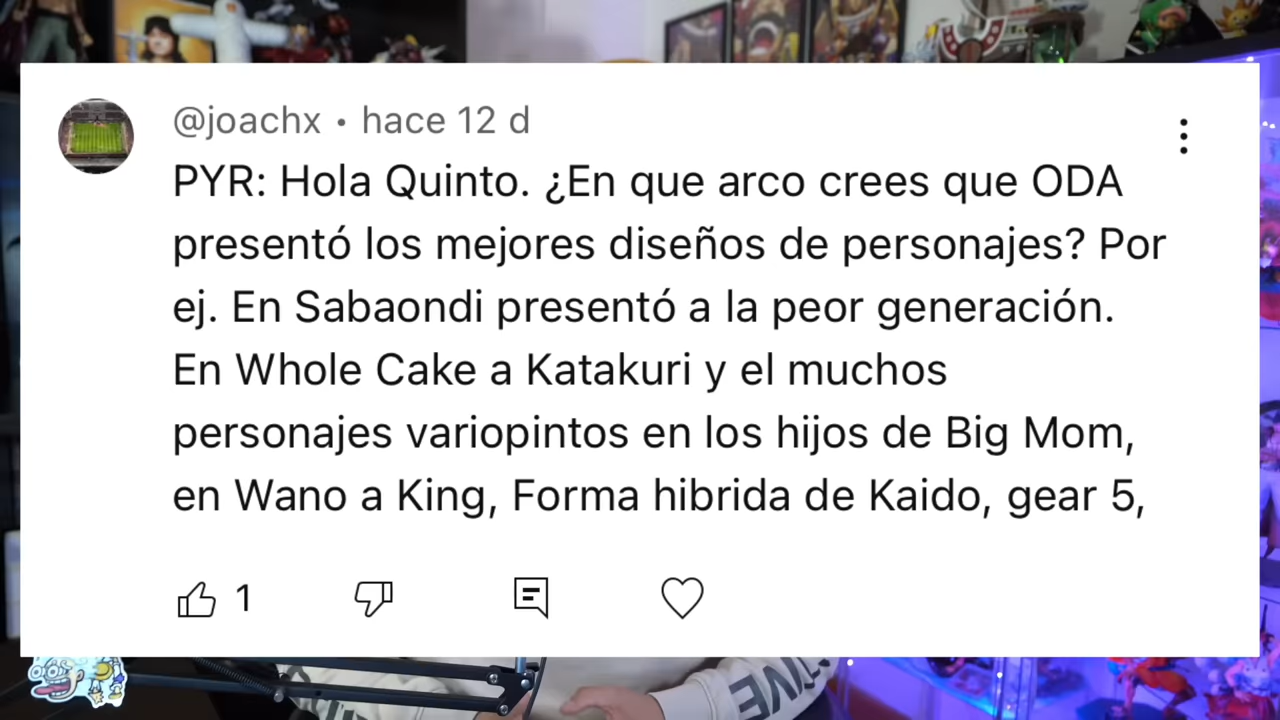 @joachx • hace 12 d
PYR: Hola Quinto. ¿En que arco crees que ODA
presentó los mejores diseños de personajes? Por
ej. En Sabaondi presentó a la peor generación.
En Whole Cake a Katakuri y el muchos
personajes variopintos en los hijos de Big Mom,
en Wano a King, Forma hibrida de Kaido, gear 5,
1